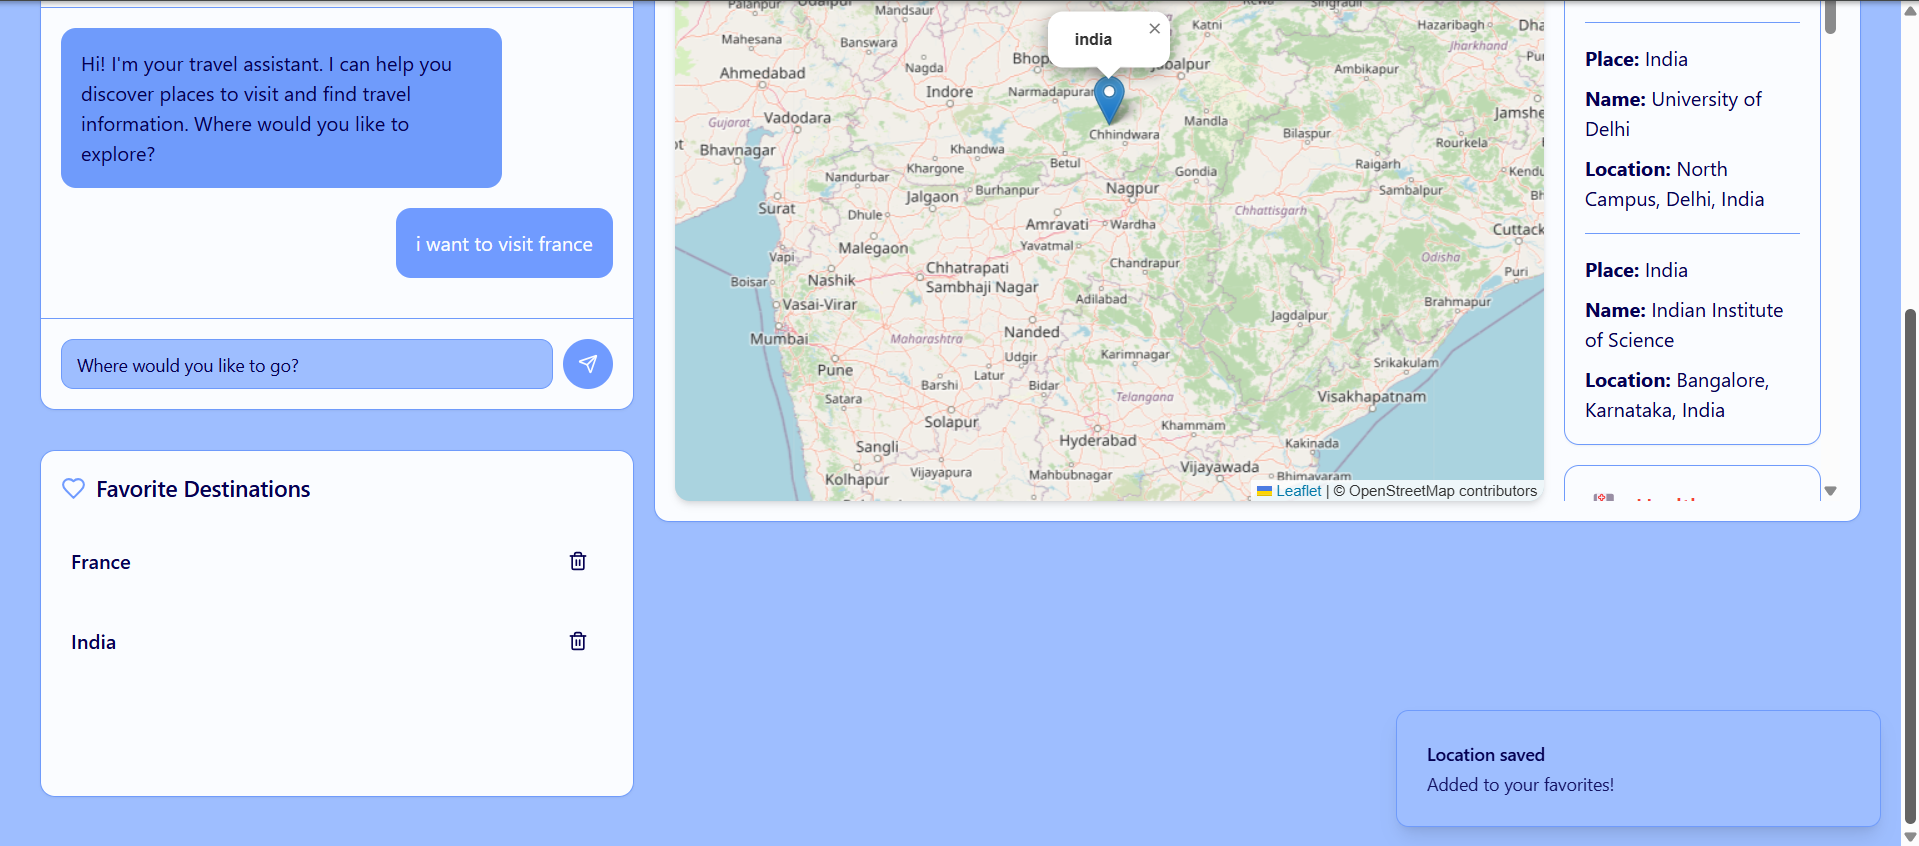 Hi! I'm your travel assistant. I can help you
discover places to visit and find travel
information. Where would you like to
explore?
i want to visit france
Where would you like to go?
Favorite Destinations
France
India
india
Katni
Hazaribagh
Mahesana
Banswara
Jharkhand
Ahmedabad
Nagda
Ambikapur
Indore
Narmadapuram
Gujarat
Vadodara
Chhindwara
Mandla
Bilaspur
Bhavnagar
Khandwa
Rourkela
Khargone
Betul
Raigarh
Nandurbar
Burhanpur
Gondia
Sambalpur
Jalgaon
Nagpur
Surat
Dhule
Amravati
Wardha
Chhattisgarh
Malegaon
Yavatmal
Cuttack
Vapi
Chandrapur
Odisha
Boisar
Nashik
Chhatrapati
Sambhaji Nagar
Puri
Vasai-Virar
Adilabad
Brahmapur
Jagdalpur
Mumbai
Maharashtra
Nanded
Udgir
Karimnagar
Srikakulam
Pune
Latur
Barshi
Bidar
Satara
Telangana
Visakhapatnam
Solapur
Khammam
Sangli
Hyderabad
Kakinada
Kolhapur
Vijayapura
Mahbubnagar
Vijayawada
Bhimavaram
Leaflet | © OpenStreetMap contributors
Place: India
Name: University of
Delhi
Location: North
Campus, Delhi, India
Place: India
Name: Indian Institute
of Science
Location: Bangalore,
Karnataka, India
Location saved
Added to your favorites!